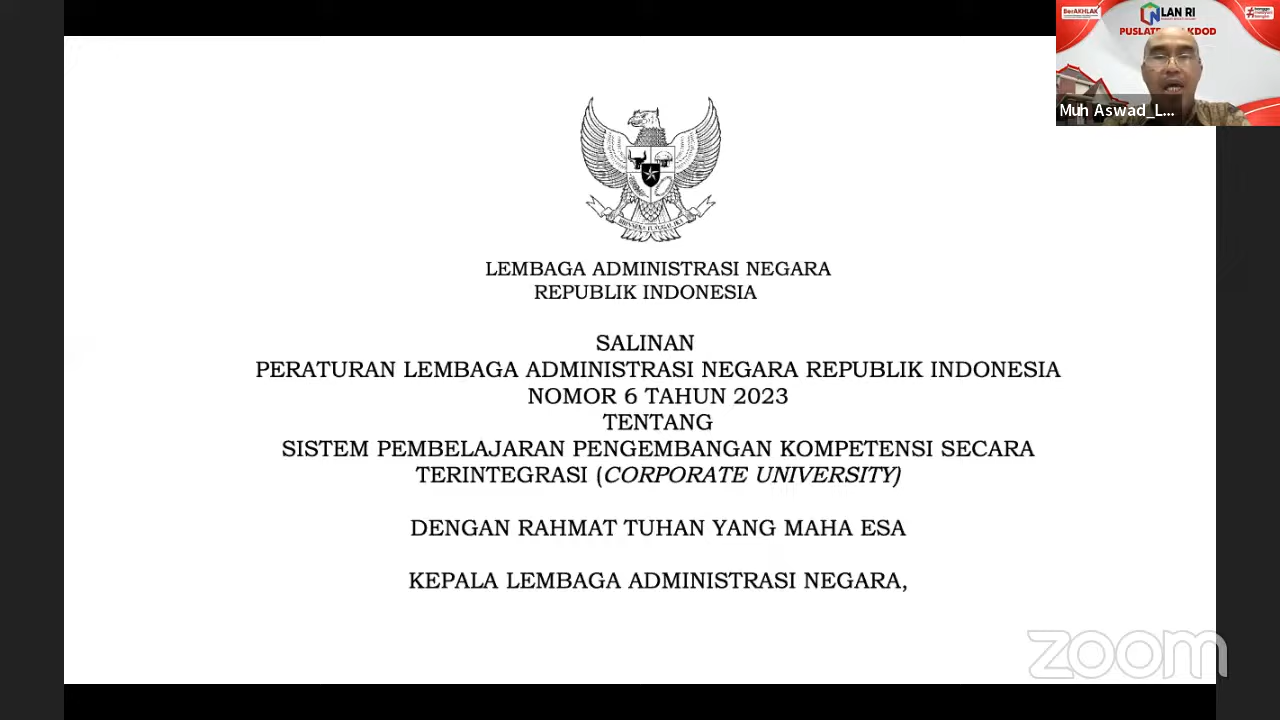 LEMBAGA ADMINISTRASI NEGARA
REPUBLIK INDONESIA
SALINAN
PERATURAN LEMBAGA ADMINISTRASI NEGARA REPUBLIK INDONESIA
NOMOR 6 TAHUN 2023
TENTANG
SISTEM PEMBELAJARAN PENGEMBANGAN KOMPETENSI SECARA
TERINTEGRASI (CORPORATE UNIVERSITY)
DENGAN RAHMAT TUHAN YANG MAHA ESA
KEPALA LEMBAGA ADMINISTRASI NEGARA,
BerAKHLAK
LAN RI
Muh Aswad_L...
zoom